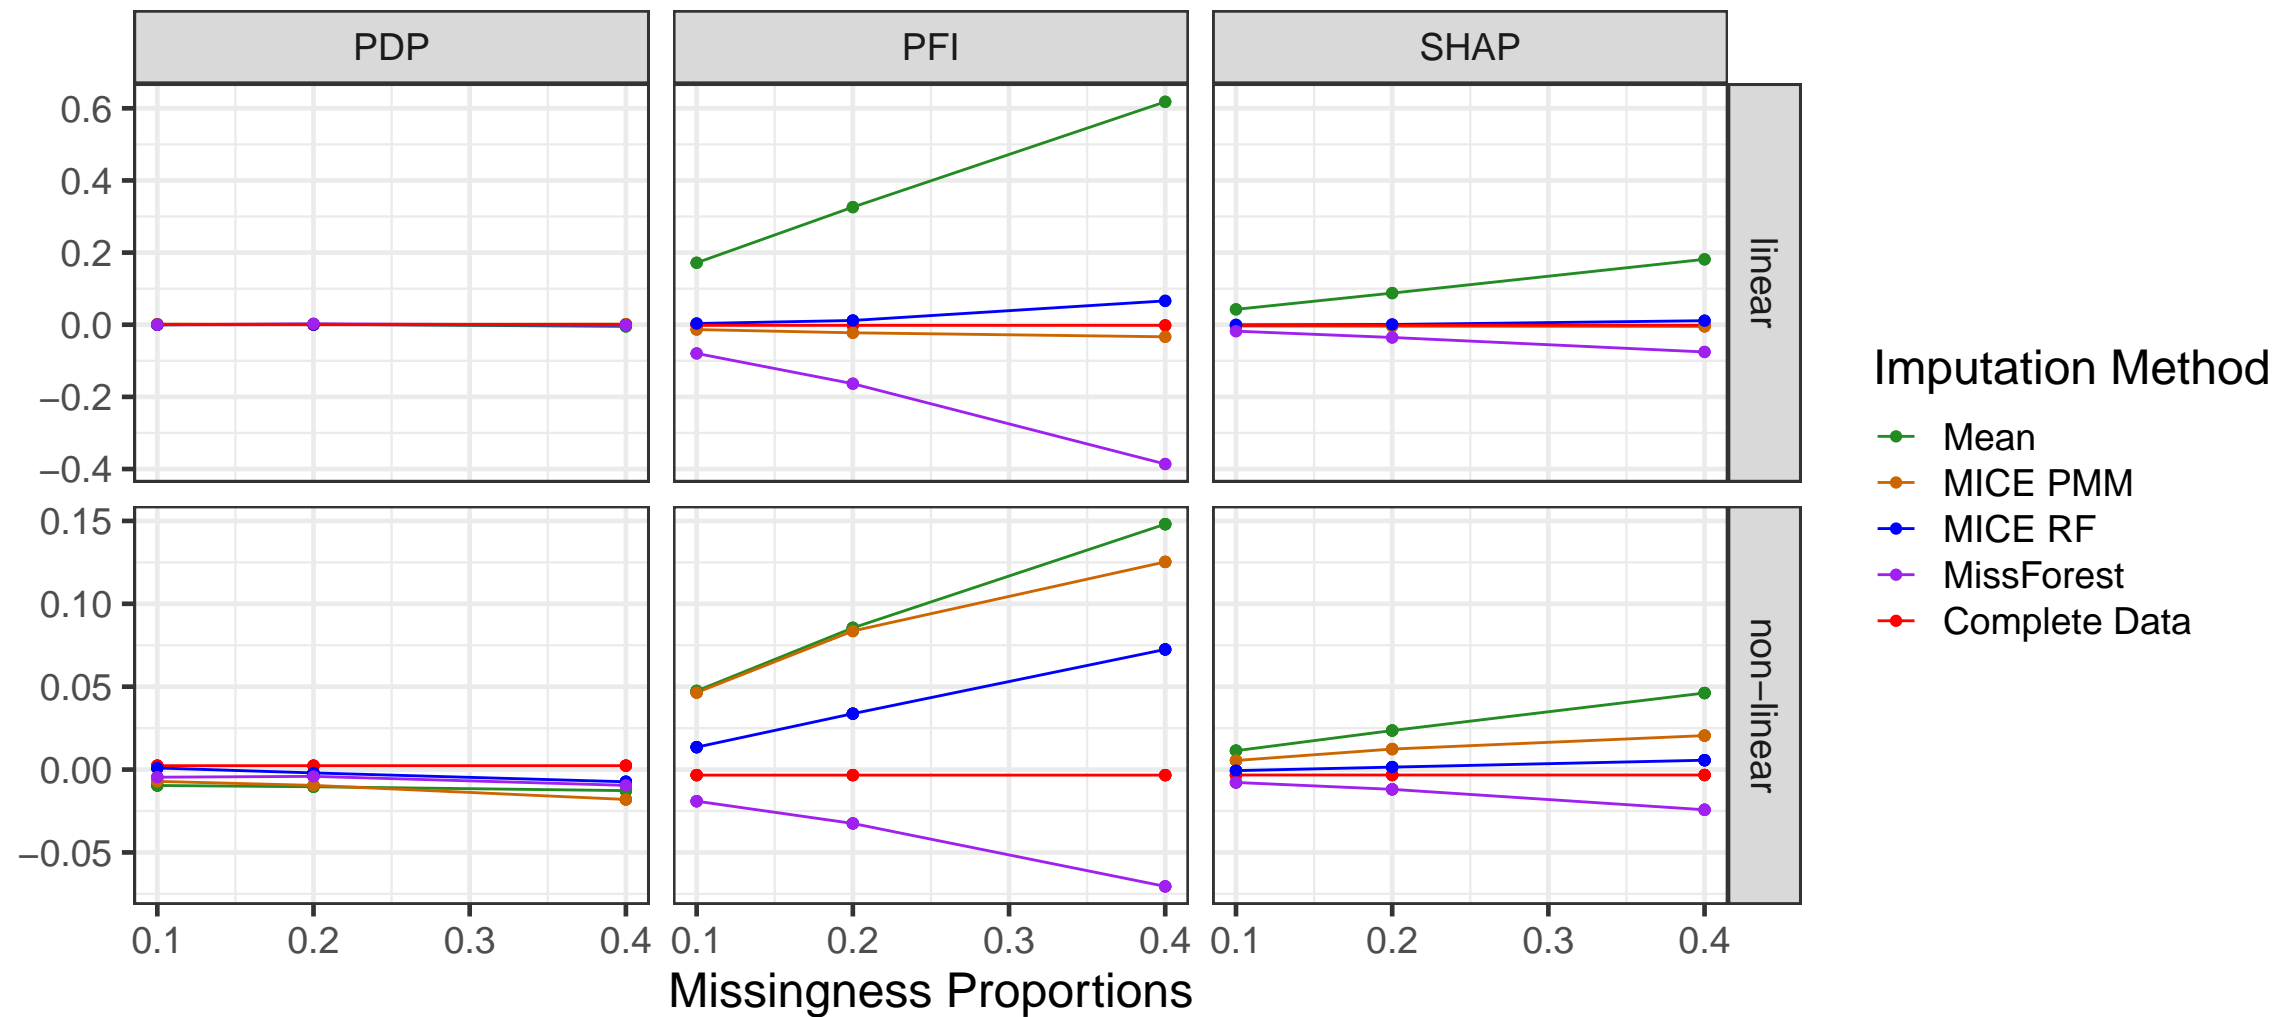 PDP
PFI
SHAP
0.6
0.4
0.2
0.0
−0.2
−0.4
linear
0.15
0.10
0.05
0.00
−0.05
non−linear
0.1 0.2 0.3 0.4
0.1 0.2 0.3 0.4
0.1 0.2 0.3 0.4
Missingness Proportions
Imputation Method
Mean
MICE PMM
MICE RF
MissForest
Complete Data